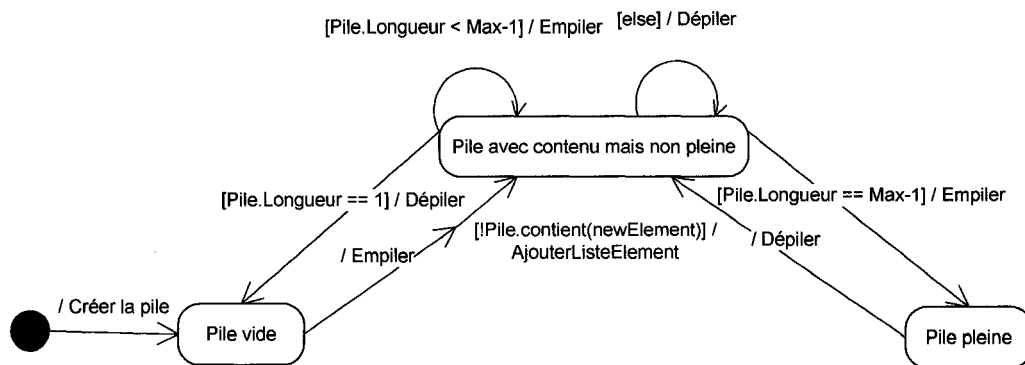 [Pile.Longueur < Max-1] / Empiler
[else] / Dépiler
Pile avec contenu mais non pleine
[Pile.Longueur == 1] / Dépiler
[Pile.Longueur == Max-1] / Empiler
[!Pile.contient(newElement)] /
AjouterListeElement
/ Empiler
/ Dépiler
/ Créer la pile
Pile vide
Pile pleine